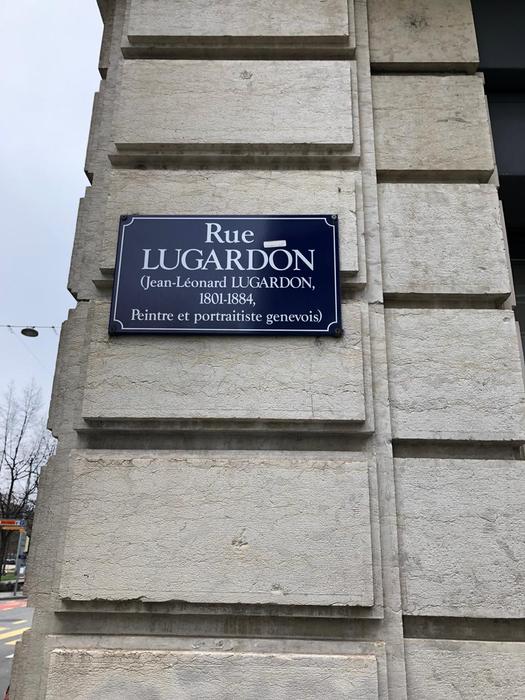 Rue
LUGARDON
(Jean-Léonard LUGARDON,
1801-1884,
Peintre et portraitiste genevois)